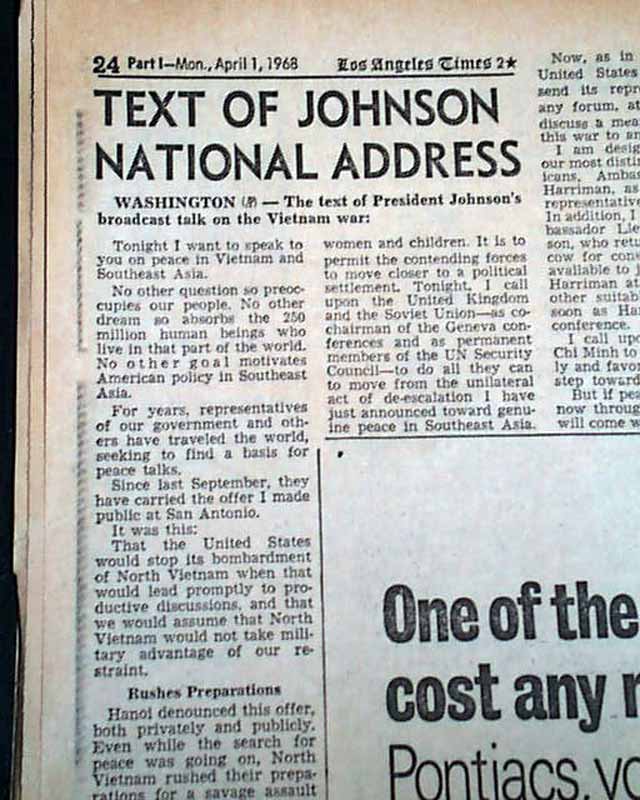 24 Part I—Mon., April 1, 1968 Los Angeles Times 2★
TEXT OF JOHNSON
NATIONAL ADDRESS
WASHINGTON (AP) — The text of President Johnson's
broadcast talk on the Vietnam war:
Tonight I want to speak to
you on peace in Vietnam and
Southeast Asia.
No other question so preoc-
cupies our people. No other
dream so absorbs the 250
million human beings who
live in that part of the world.
No other goal motivates
American policy in Southeast
Asia.
For years, representatives
of our government and oth-
ers have traveled the world,
seeking to find a basis for
peace talks.
Since last September, they
have carried the offer I made
public at San Antonio.
It was this:
That the United States
would stop its bombardment
of North Vietnam when that
would lead promptly to pro-
ductive discussions, and that
we would assume that North
Vietnam would not take mili-
tary advantage of our re-
straint.
Rushes Preparations
Hanoi denounced this offer,
both privately and publicly.
Even while the search for
peace was going on, North
Vietnam rushed their prepa-
rations for a savage assault
women and children. It is to
permit the contending forces
to move closer to a political
settlement. Tonight, I call
upon the United Kingdom
and the Soviet Union—as co-
chairman of the Geneva con-
ferences and as permanent
members of the UN Security
Council—to do all they can
to move from the unilateral
act of de-escalation I have
just announced toward genu-
ine peace in Southeast Asia.
Now, as in
United States
send its repr
any forum, at
discuss a mea
this war to an
I am desig
our most disti
icans, Ambas
Harriman, as
representative
In addition, I
bassador Lle
son, who retu
cow for cons
available to j
Harriman at
other suitab
soon as Han
conference.
I call upo
Chi Minh to
ly and favor
step toward
But if pea
now throug
will come w
One of the
cost any r
Pontiacs, vo